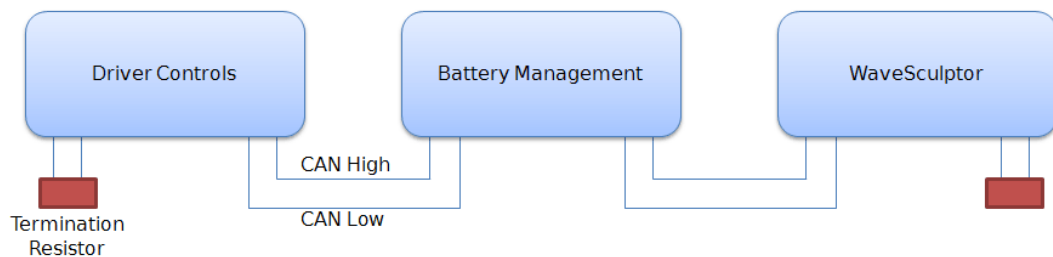 Driver Controls
Battery Management
WaveSculptor
CAN High
CAN Low
Termination
Resistor